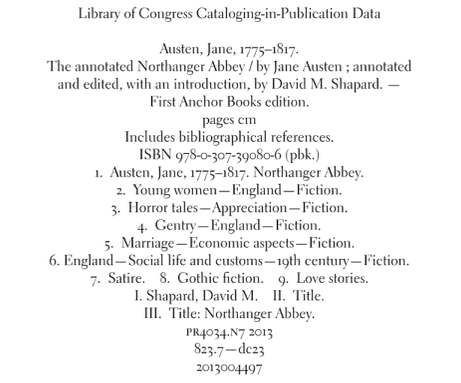 Library of Congress Cataloging-in-Publication Data
Austen, Jane, 1775–1817.
The annotated Northanger Abbey / by Jane Austen ; annotated
and edited, with an introduction, by David M. Shapard. —
First Anchor Books edition.
pages cm
Includes bibliographical references.
ISBN 978-0-307-39080-6 (pbk.)
1. Austen, Jane, 1775–1817. Northanger Abbey.
2. Young women—England—Fiction.
3. Horror tales—Appreciation—Fiction.
4. Gentry—England—Fiction.
5. Marriage—Economic aspects—Fiction.
6. England—Social life and customs—19th century—Fiction.
7. Satire. 8. Gothic fiction. 9. Love stories.
I. Shapard, David M. II. Title.
III. Title: Northanger Abbey.
PR4034.N7 2013
823.7—dc23
2013004497